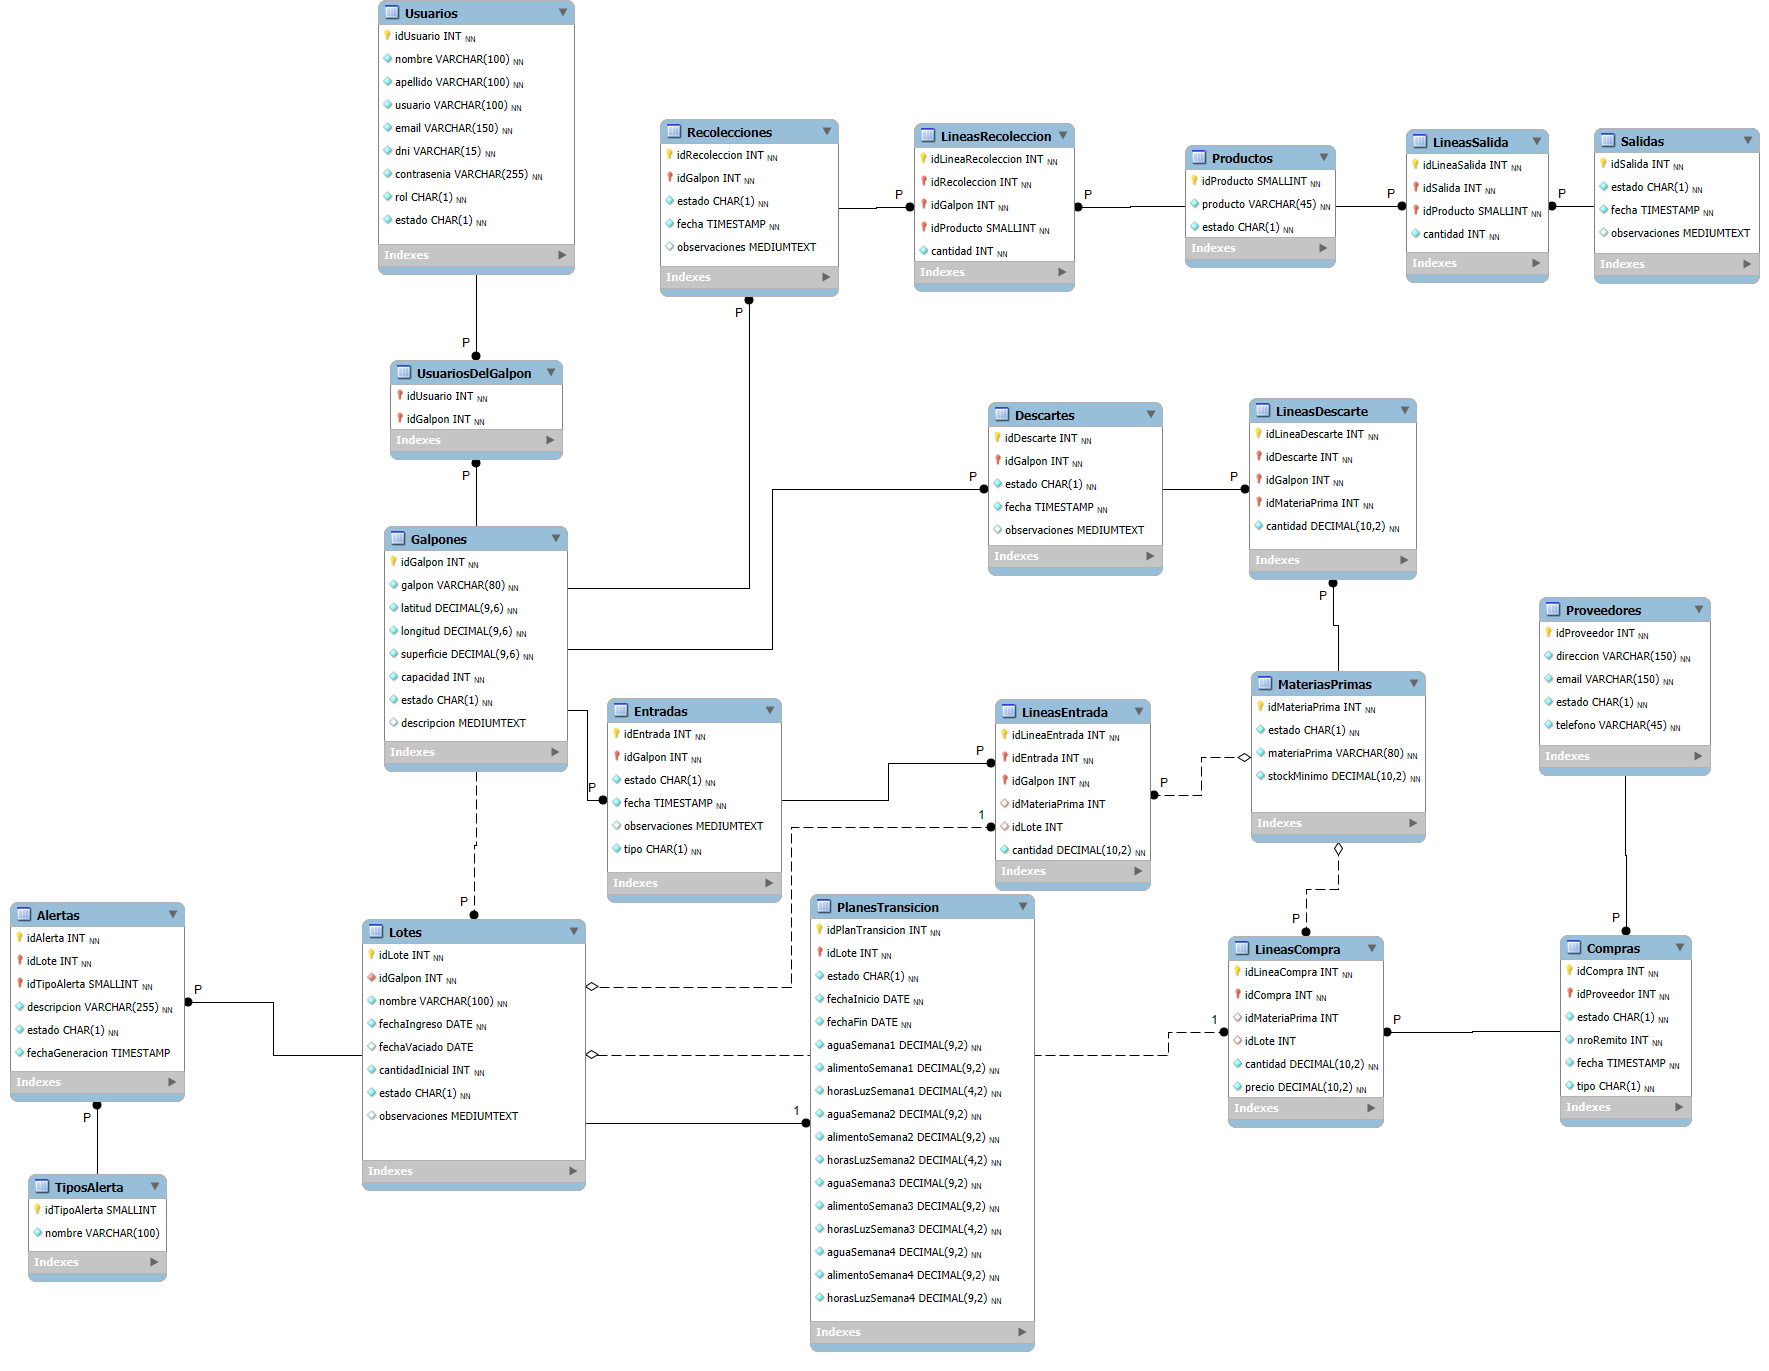 Usuarios
idUsuario INT NN
nombre VARCHAR(100) NN
apellido VARCHAR(100) NN
usuario VARCHAR(100) NN
email VARCHAR(150) NN
dni VARCHAR(15) NN
contrasenia VARCHAR(255) NN
rol CHAR(1) NN
estado CHAR(1) NN
Indexes
P
UsuariosDelGalpon
idUsuario INT NN
idGalpon INT NN
Indexes
P
Recolecciones
idRecoleccion INT NN
idGalpon INT NN
estado CHAR(1) NN
fecha TIMESTAMP NN
observaciones MEDIUMTEXT
Indexes
P
P
LineasRecoleccion
idLineaRecoleccion INT NN
idRecoleccion INT NN
idGalpon INT NN
idProducto SMALLINT NN
cantidad INT NN
Indexes
P
Productos
idProducto SMALLINT NN
producto VARCHAR(45) NN
estado CHAR(1) NN
Indexes
P
LineasSalida
idLineaSalida INT NN
idSalida INT NN
idProducto SMALLINT NN
cantidad INT NN
Indexes
P
Salidas
idSalida INT NN
estado CHAR(1) NN
fecha TIMESTAMP NN
observaciones MEDIUMTEXT
Indexes
Galpones
idGalpon INT NN
galpon VARCHAR(80) NN
latitud DECIMAL(9,6) NN
longitud DECIMAL(9,6) NN
superficie DECIMAL(9,6) NN
capacidad INT NN
estado CHAR(1) NN
descripcion MEDIUMTEXT
Indexes
P
Descartes
idDescarte INT NN
idGalpon INT NN
estado CHAR(1) NN
fecha TIMESTAMP NN
observaciones MEDIUMTEXT
Indexes
P
LineasDescarte
idLineaDescarte INT NN
idDescarte INT NN
idGalpon INT NN
idMateriaPrima INT NN
cantidad DECIMAL(10,2) NN
Indexes
P
Proveedores
idProveedor INT NN
direccion VARCHAR(150) NN
email VARCHAR(150) NN
estado CHAR(1) NN
telefono VARCHAR(45) NN
Indexes
P
Entradas
idEntrada INT NN
idGalpon INT NN
estado CHAR(1) NN
fecha TIMESTAMP NN
observaciones MEDIUMTEXT
tipo CHAR(1) NN
Indexes
P
1
LineasEntrada
idLineaEntrada INT NN
idEntrada INT NN
idGalpon INT NN
idMateriaPrima INT
idLote INT
cantidad DECIMAL(10,2) NN
Indexes
P
MateriasPrimas
idMateriaPrima INT NN
estado CHAR(1) NN
materiaPrima VARCHAR(80) NN
stockMinimo DECIMAL(10,2) NN
Indexes
P
Alertas
idAlerta INT NN
idLote INT NN
idTipoAlerta SMALLINT NN
descripcion VARCHAR(255) NN
estado CHAR(1) NN
fechaGeneracion TIMESTAMP
Indexes
P
P
TiposAlerta
idTipoAlerta SMALLINT
nombre VARCHAR(100)
Indexes
P
Lotes
idLote INT NN
idGalpon INT NN
nombre VARCHAR(100) NN
fechaIngreso DATE NN
fechaVaciado DATE
cantidadInicial INT NN
estado CHAR(1) NN
observaciones MEDIUMTEXT
Indexes
1
PlanesTransicion
idPlanTransicion INT NN
idLote INT NN
estado CHAR(1) NN
fechaInicio DATE NN
fechaFin DATE NN
aguaSemana1 DECIMAL(9,2) NN
alimentoSemana1 DECIMAL(9,2) NN
horasLuzSemana1 DECIMAL(4,2) NN
aguaSemana2 DECIMAL(9,2) NN
alimentoSemana2 DECIMAL(9,2) NN
horasLuzSemana2 DECIMAL(4,2) NN
aguaSemana3 DECIMAL(9,2) NN
alimentoSemana3 DECIMAL(9,2) NN
horasLuzSemana3 DECIMAL(4,2) NN
aguaSemana4 DECIMAL(9,2) NN
alimentoSemana4 DECIMAL(9,2) NN
horasLuzSemana4 DECIMAL(9,2) NN
Indexes
1
LineasCompra
idLineaCompra INT NN
idCompra INT NN
idMateriaPrima INT
idLote INT
cantidad DECIMAL(10,2) NN
precio DECIMAL(10,2) NN
Indexes
P
P
Compras
idCompra INT NN
idProveedor INT NN
estado CHAR(1) NN
nroRemito INT NN
fecha TIMESTAMP NN
tipo CHAR(1) NN
Indexes